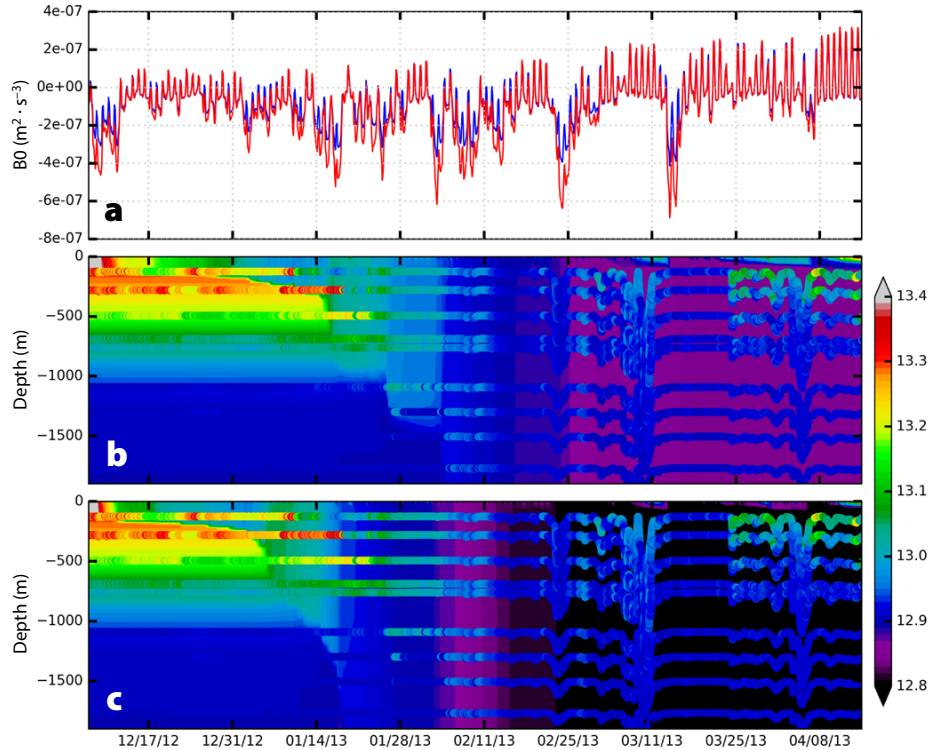 4e-07
2e-07
0e+00
−2e-07
−4e-07
−6e-07
−8e-07
B0 (m² · s⁻³)
a
0
−500
−1000
−1500
Depth (m)
b
0
−500
−1000
−1500
Depth (m)
c
13.4
13.3
13.2
13.1
13.0
12.9
12.8
12/17/12 12/31/12 01/14/13 01/28/13 02/11/13 02/25/13 03/11/13 03/25/13 04/08/13